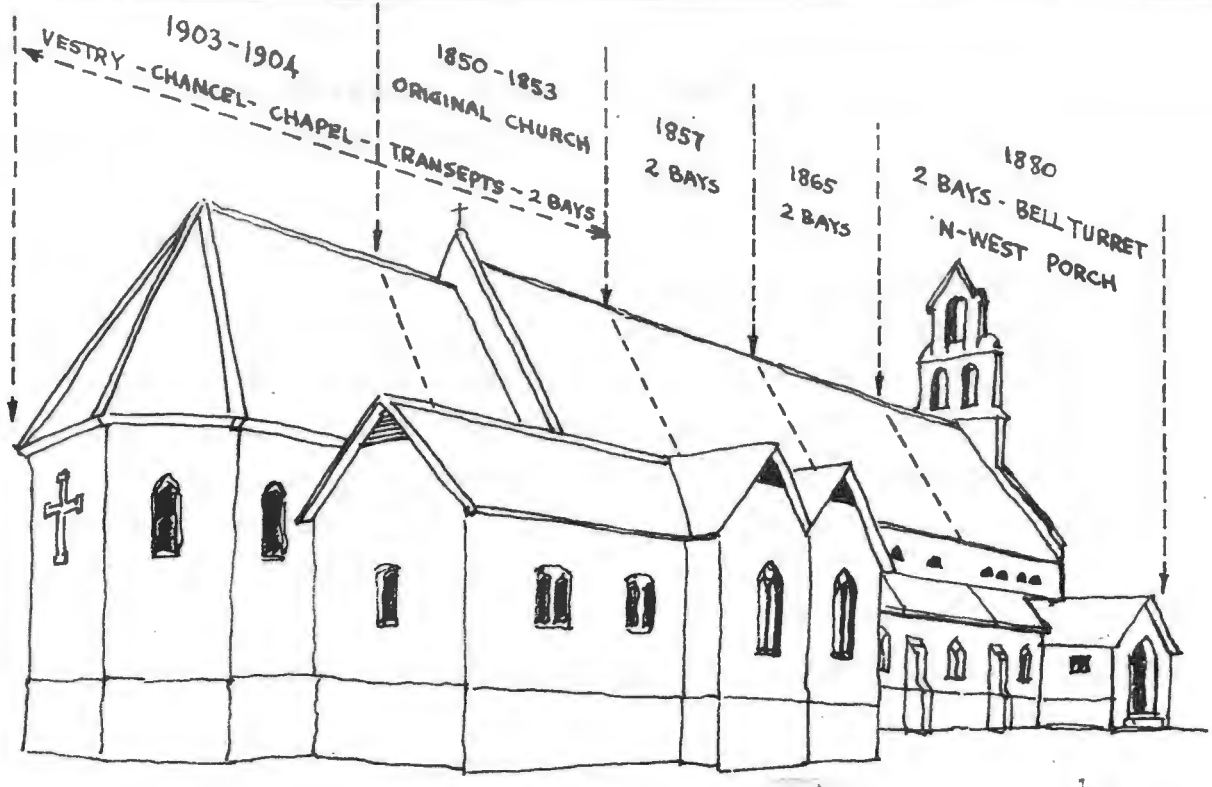 1903-1904
VESTRY - CHANCEL - CHAPEL - TRANSEPTS - 2 BAYS
1850-1853
ORIGINAL CHURCH
1857
2 BAYS
1865
2 BAYS
1880
2 BAYS - BELL TURRET
N-WEST PORCH